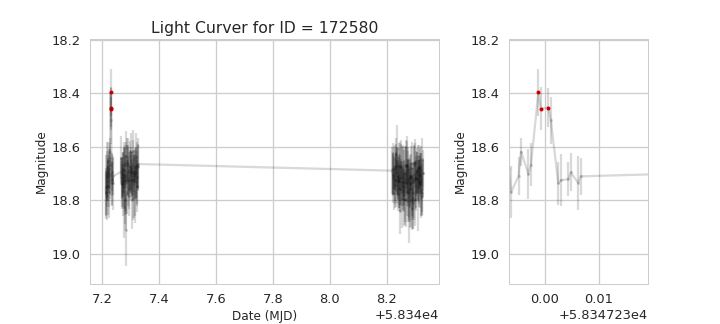 Light Curver for ID = 172580
18.2
18.4
18.6
18.8
19.0
Magnitude
7.2 7.4 7.6 7.8 8.0 8.2
Date (MJD) +5.834e4
18.2
18.4
18.6
18.8
19.0
Magnitude
0.00 0.01
+5.834723e4